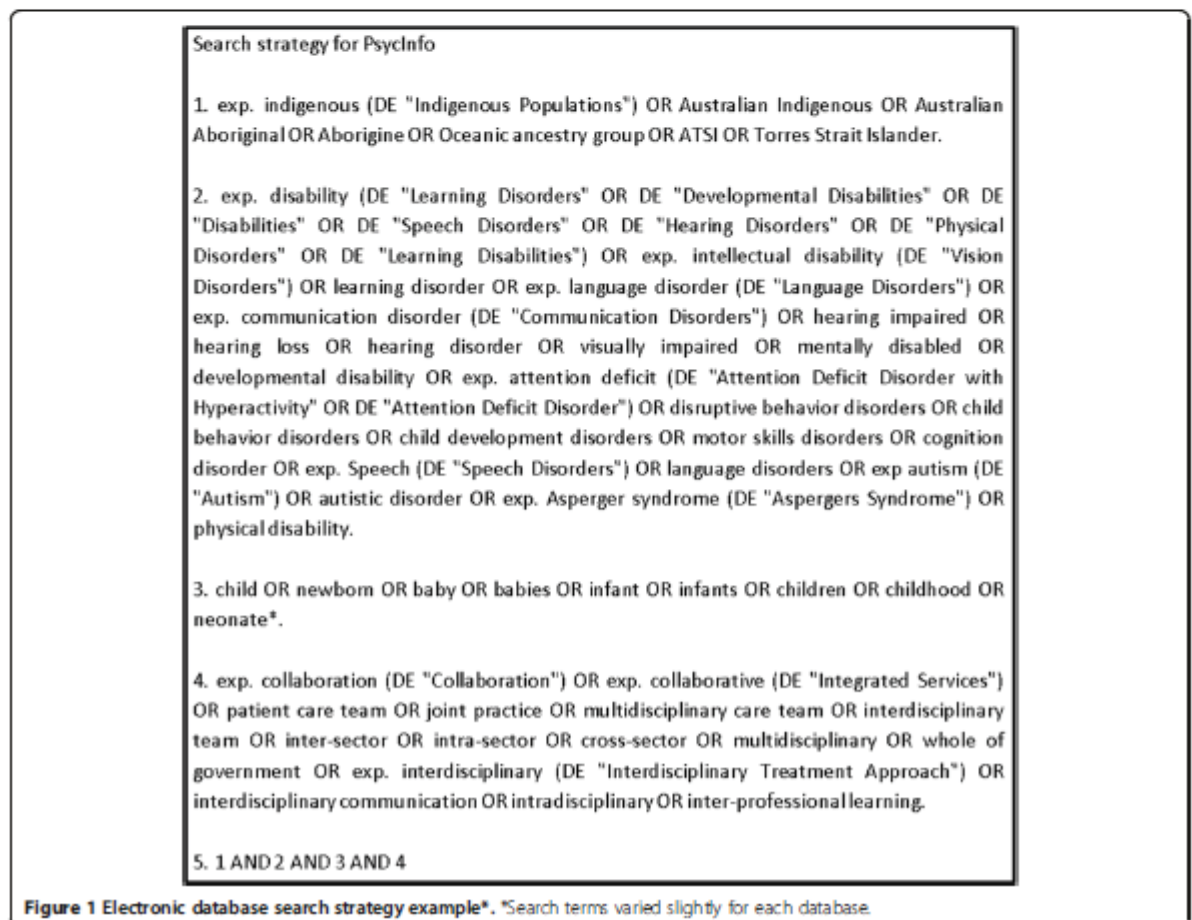 Search strategy for PsycInfo
1. exp. indigenous (DE "Indigenous Populations") OR Australian Indigenous OR Australian
Aboriginal OR Aborigine OR Oceanic ancestry group OR ATSI OR Torres Strait Islander.
2. exp. disability (DE "Learning Disorders" OR DE "Developmental Disabilities" OR DE
"Disabilities" OR DE "Speech Disorders" OR DE "Hearing Disorders" OR DE "Physical
Disorders" OR DE "Learning Disabilities") OR exp. intellectual disability (DE "Vision
Disorders") OR learning disorder OR exp. language disorder (DE "Language Disorders") OR
exp. communication disorder (DE "Communication Disorders") OR hearing impaired OR
hearing loss OR hearing disorder OR visually impaired OR mentally disabled OR
developmental disability OR exp. attention deficit (DE "Attention Deficit Disorder with
Hyperactivity" OR DE "Attention Deficit Disorder") OR disruptive behavior disorders OR child
behavior disorders OR child development disorders OR motor skills disorders OR cognition
disorder OR exp. Speech (DE "Speech Disorders") OR language disorders OR exp autism (DE
"Autism") OR autistic disorder OR exp. Asperger syndrome (DE "Aspergers Syndrome") OR
physical disability.
3. child OR newborn OR baby OR babies OR infant OR infants OR children OR childhood OR
neonate*.
4. exp. collaboration (DE "Collaboration") OR exp. collaborative (DE "Integrated Services")
OR patient care team OR joint practice OR multidisciplinary care team OR interdisciplinary
team OR inter-sector OR intra-sector OR cross-sector OR multidisciplinary OR whole of
government OR exp. interdisciplinary (DE "Interdisciplinary Treatment Approach") OR
interdisciplinary communication OR intradisciplinary OR inter-professional learning.
5. 1 AND 2 AND 3 AND 4
Figure 1 Electronic database search strategy example*. *Search terms varied slightly for each database.